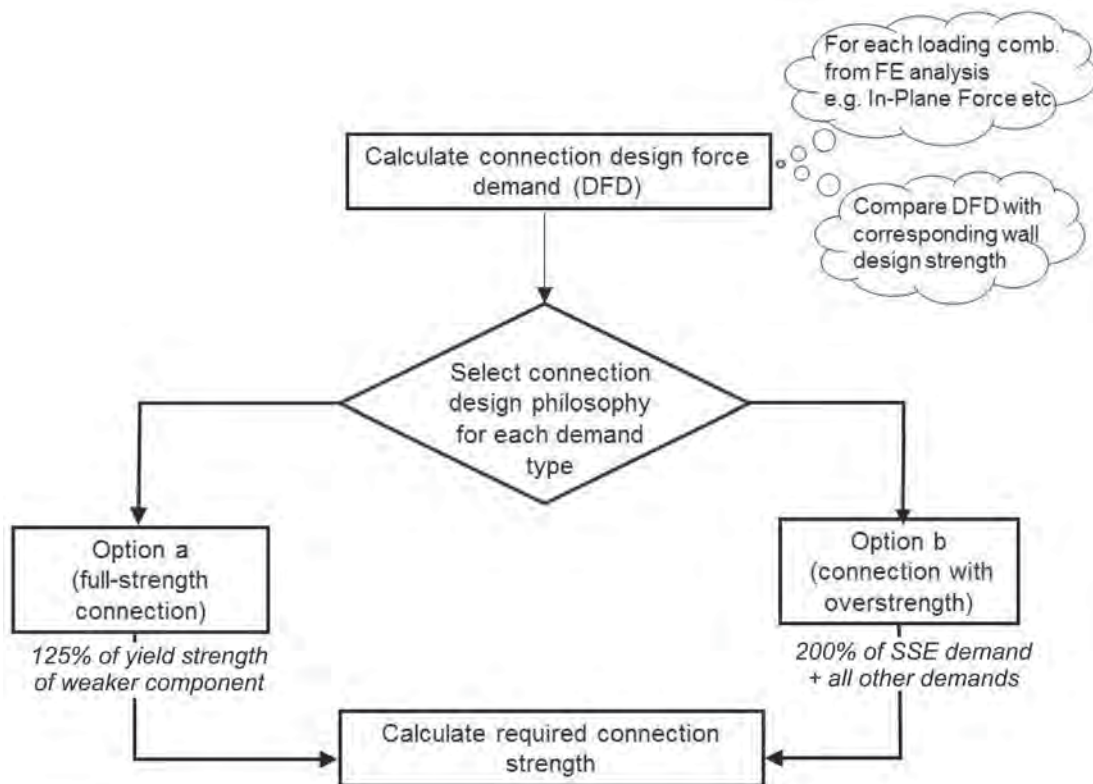 For each loading comb.
from FE analysis
e.g. In-Plane Force etc
Calculate connection design force
demand (DFD)
Compare DFD with
corresponding wall
design strength
Select connection
design philosophy
for each demand
type
Option a
(full-strength
connection)
Option b
(connection with
overstrength)
125% of yield strength
of weaker component
200% of SSE demand
+ all other demands
Calculate required connection
strength